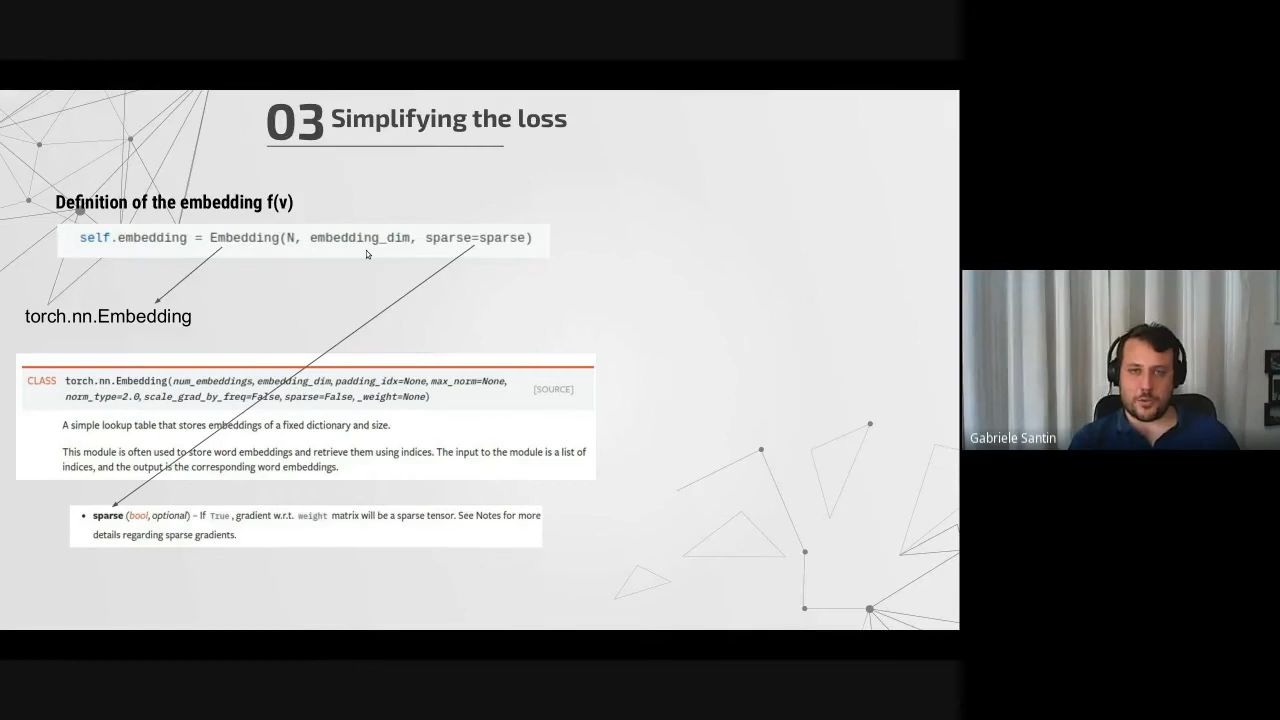 03 Simplifying the loss
Definition of the embedding f(v)
self.embedding = Embedding(N, embedding_dim, sparse=sparse)
torch.nn.Embedding
CLASS torch.nn.Embedding(num_embeddings, embedding_dim, padding_idx=None, max_norm=None,
norm_type=2.0, scale_grad_by_freq=False, sparse=False, _weight=None)
[SOURCE]
A simple lookup table that stores embeddings of a fixed dictionary and size.
This module is often used to store word embeddings and retrieve them using indices. The input to the module is a list of
indices, and the output is the corresponding word embeddings.
• sparse (bool, optional) – If True, gradient w.r.t. weight matrix will be a sparse tensor. See Notes for more
details regarding sparse gradients.
Gabriele Santin